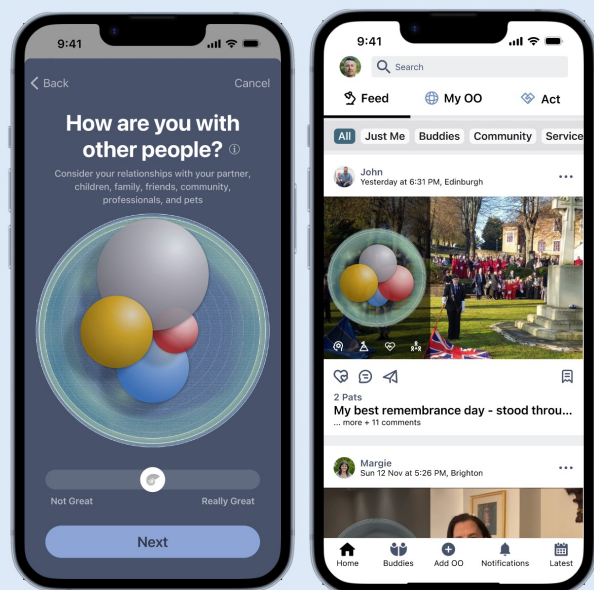 9:41
Back
Cancel
How are you with
other people?
Consider your relationships with your partner,
children, family, friends, community,
professionals, and pets
Not Great
Really Great
Next
9:41
Search
Feed
My OO
Act
All
Just Me
Buddies
Community
Service
John
Yesterday at 6:31 PM, Edinburgh
2 Pats
My best remembrance day - stood throu...
... more + 11 comments
Margie
Sun 12 Nov at 5:26 PM, Brighton
Home
Buddies
Add OO
Notifications
Latest